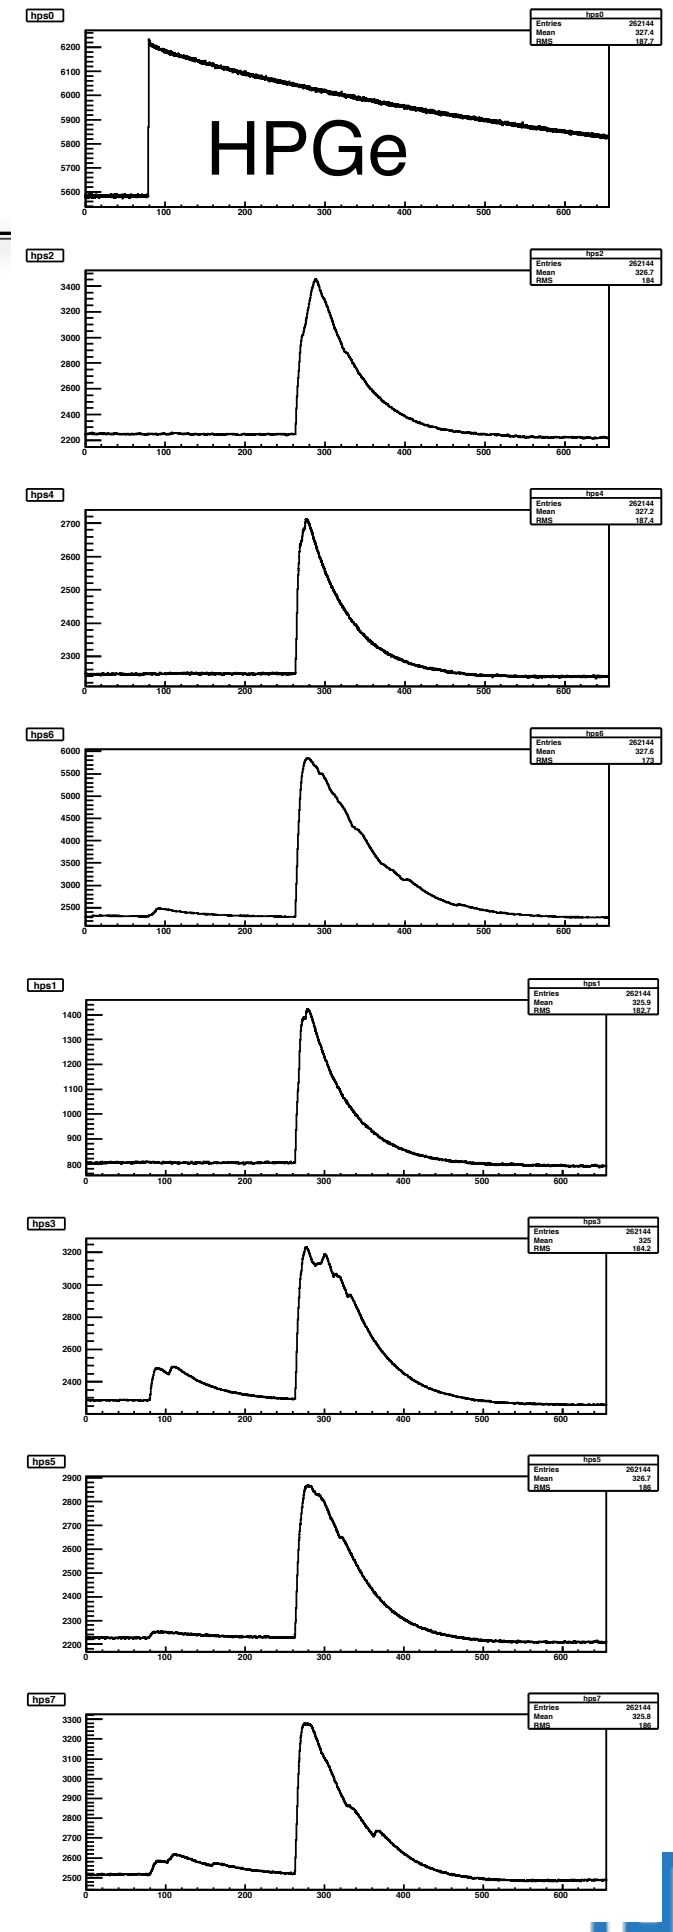 hps0
hps0
Entries 262144
Mean 327.4
RMS 187.7
6200
6100
6000
5900
5800
5700
5600
HPGe
0 100 200 300 400 500 600
hps2
hps2
Entries 262144
Mean 326.7
RMS 184
3400
3200
3000
2800
2600
2400
2200
0 100 200 300 400 500 600
hps4
hps4
Entries 262144
Mean 327.2
RMS 187.4
2700
2600
2500
2400
2300
0 100 200 300 400 500 600
hps6
hps6
Entries 262144
Mean 327.6
RMS 173
6000
5500
5000
4500
4000
3500
3000
2500
0 100 200 300 400 500 600
hps1
hps1
Entries 262144
Mean 325.9
RMS 182.7
1400
1300
1200
1100
1000
900
800
0 100 200 300 400 500 600
hps3
hps3
Entries 262144
Mean 325
RMS 184.2
3200
3000
2800
2600
2400
0 100 200 300 400 500 600
hps5
hps5
Entries 262144
Mean 326.7
RMS 186
2900
2800
2700
2600
2500
2400
2300
2200
0 100 200 300 400 500 600
hps7
hps7
Entries 262144
Mean 325.8
RMS 186
3300
3200
3100
3000
2900
2800
2700
2600
2500
0 100 200 300 400 500 600